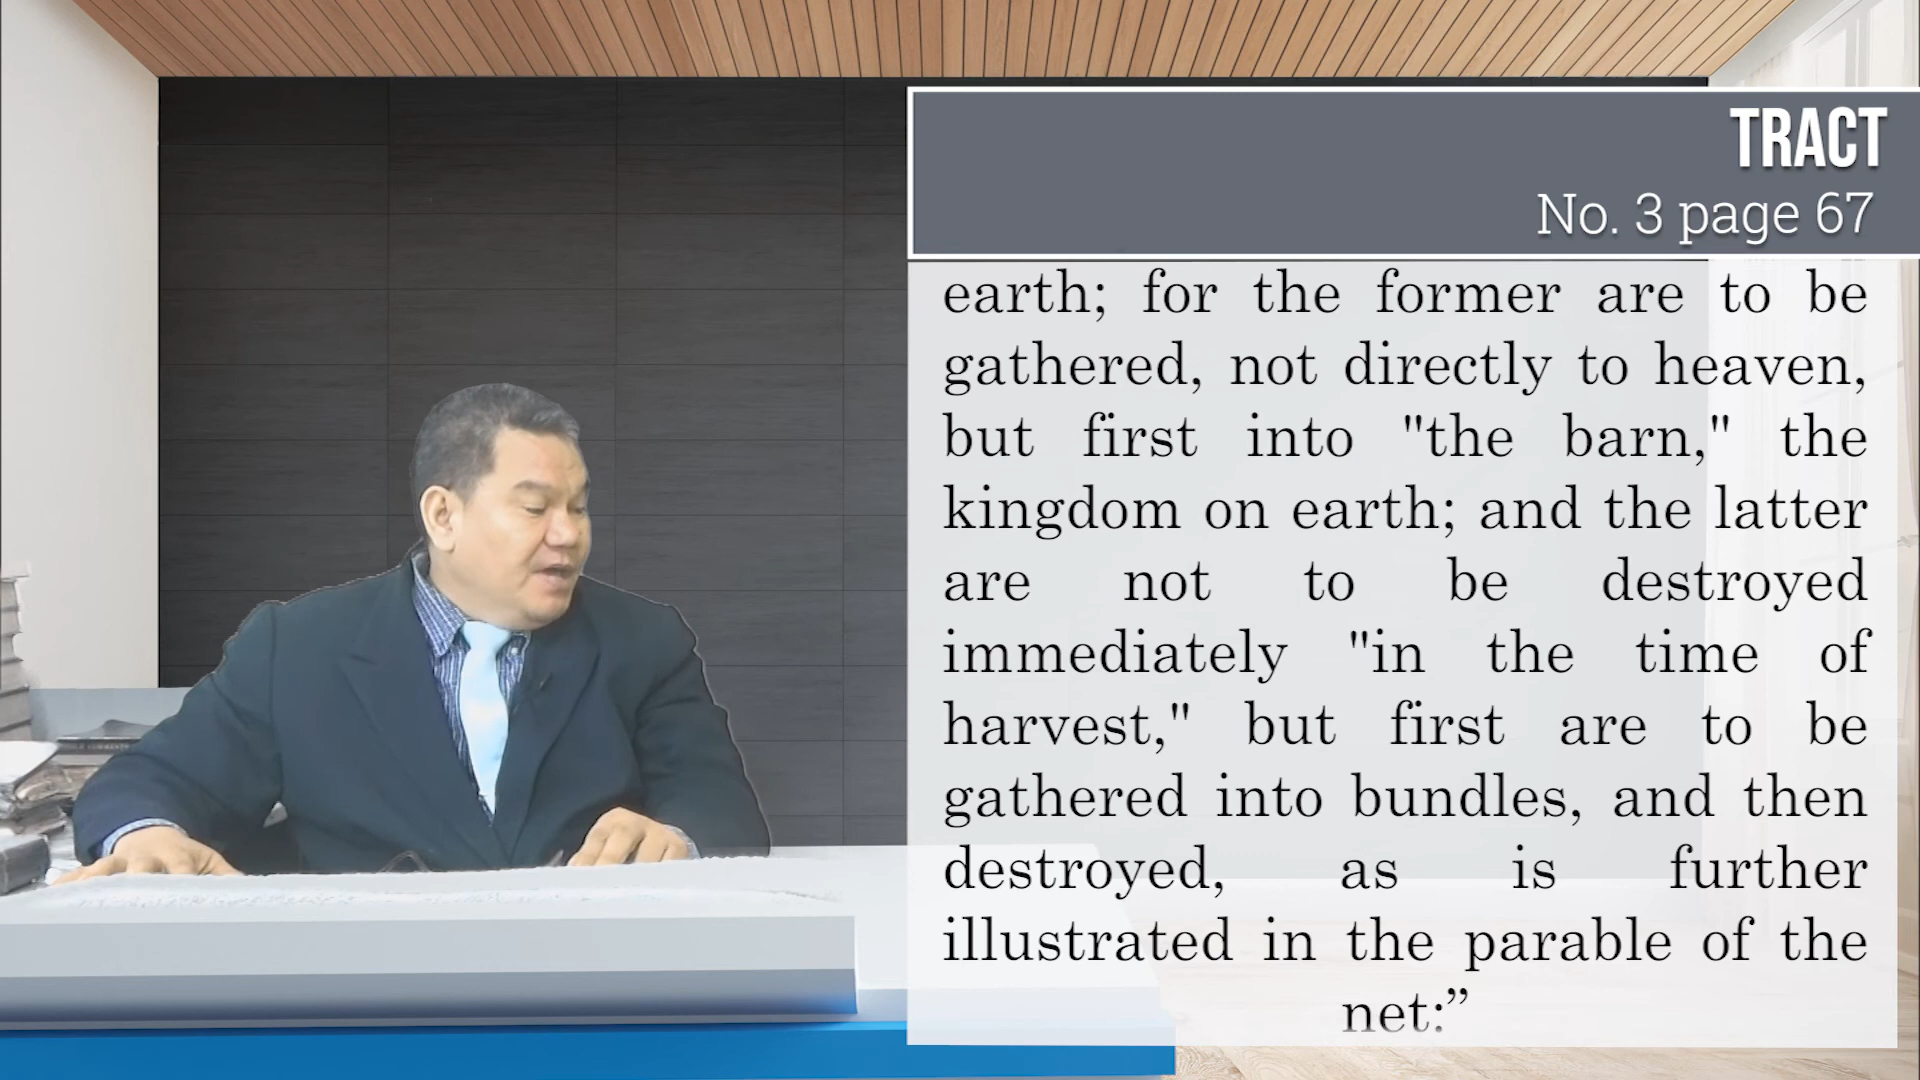 TRACT
No. 3 page 67
earth; for the former are to be
gathered, not directly to heaven,
but first into "the barn," the
kingdom on earth; and the latter
are not to be destroyed
immediately "in the time of
harvest," but first are to be
gathered into bundles, and then
destroyed, as is further
illustrated in the parable of the
net:”